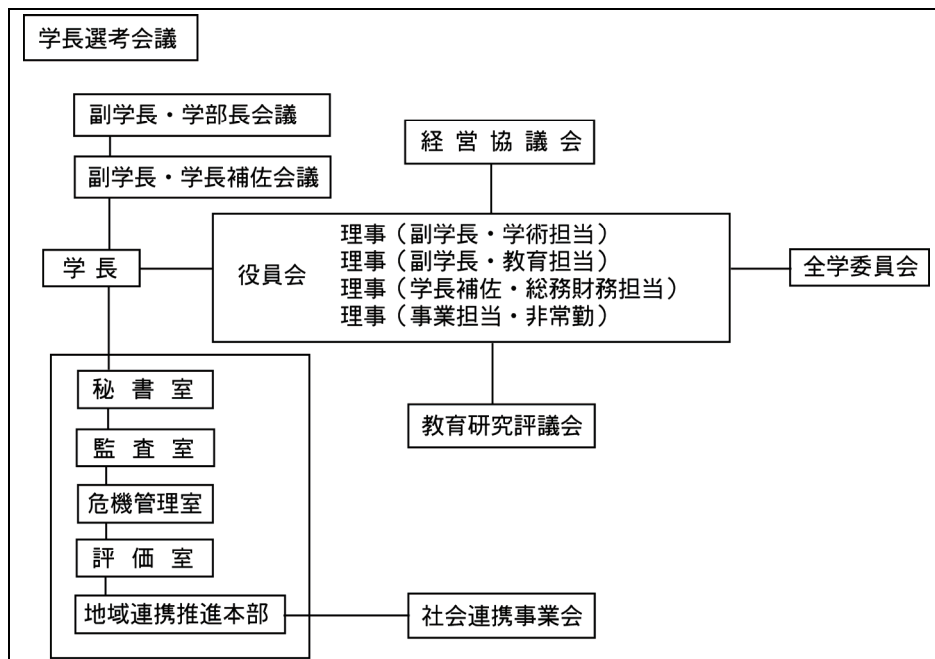 学長選考会議
副学長・学部長会議
副学長・学長補佐会議
経営協議会
学長
役員会
理事（副学長・学術担当）
理事（副学長・教育担当）
理事（学長補佐・総務財務担当）
理事（事業担当・非常勤）
全学委員会
教育研究評議会
秘書室
監査室
危機管理室
評価室
地域連携推進本部
社会連携事業会